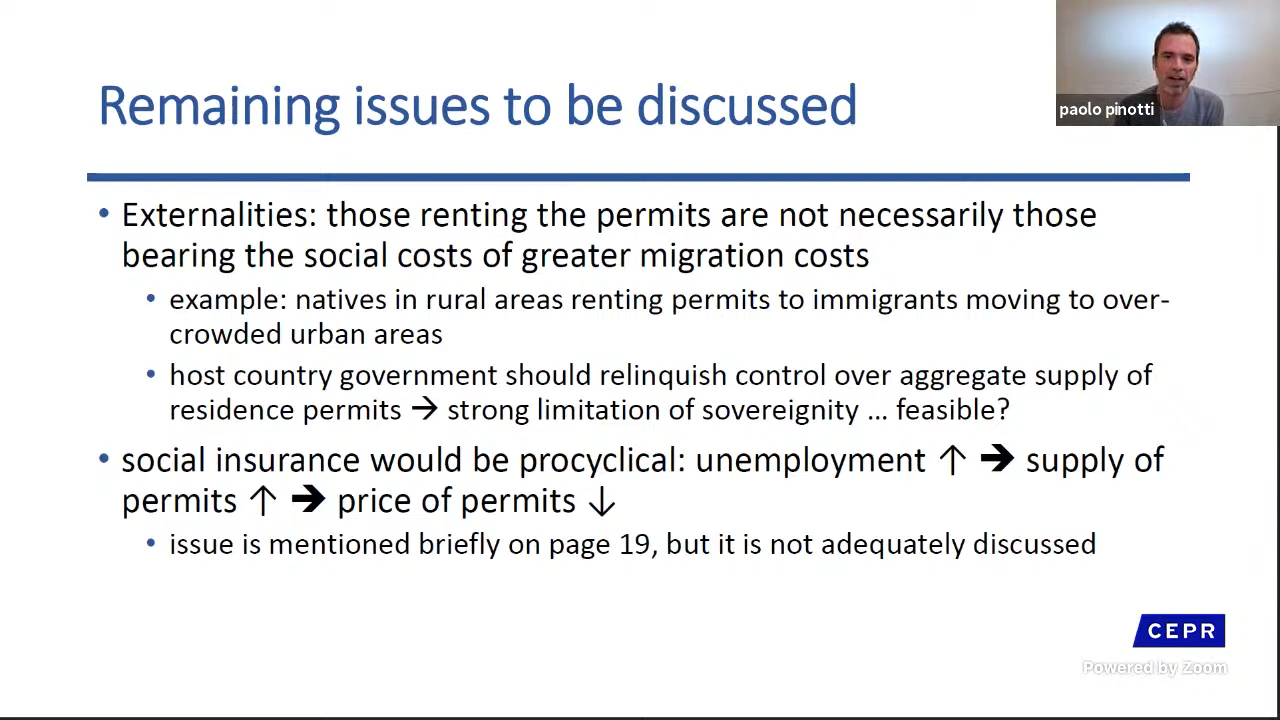 Remaining issues to be discussed
paolo pinotti
• Externalities: those renting the permits are not necessarily those
bearing the social costs of greater migration costs
• example: natives in rural areas renting permits to immigrants moving to over-
crowded urban areas
• host country government should relinquish control over aggregate supply of
residence permits → strong limitation of sovereignity … feasible?
• social insurance would be procyclical: unemployment ↑ 🡺 supply of
permits ↑ 🡺 price of permits ↓
• issue is mentioned briefly on page 19, but it is not adequately discussed
CEPR
Powered by Zoom